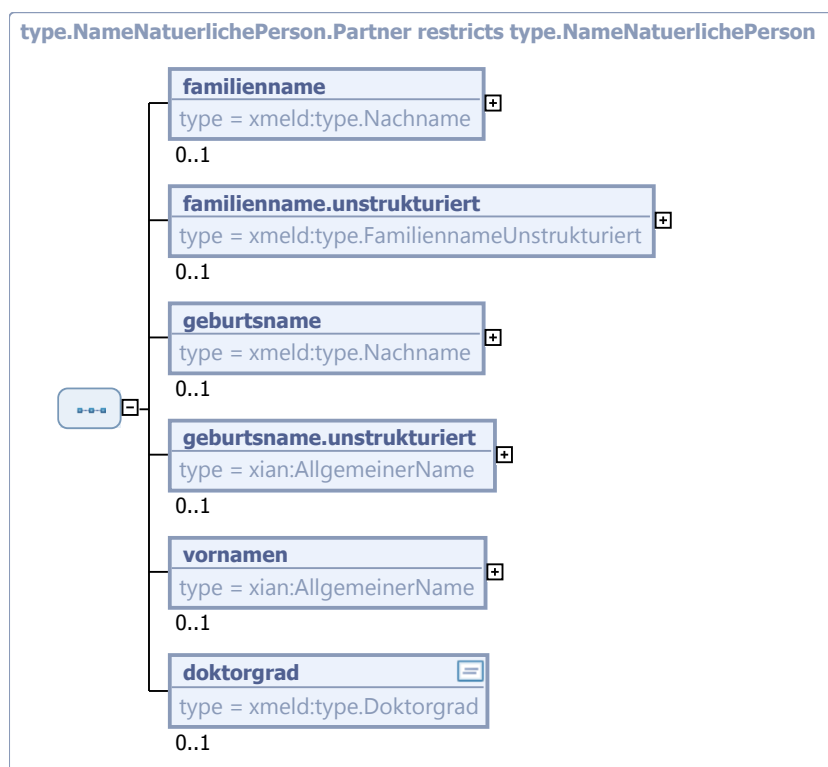 type.NameNatuerlichePerson.Partner restricts type.NameNatuerlichePerson
familienname
type = xmeld:type.Nachname
0..1
familienname.unstrukturiert
type = xmeld:type.FamiliennameUnstrukturiert
0..1
geburtsname
type = xmeld:type.Nachname
0..1
geburtsname.unstrukturiert
type = xian:AllgemeinerName
0..1
vornamen
type = xian:AllgemeinerName
0..1
doktorgrad
type = xmeld:type.Doktorgrad
0..1